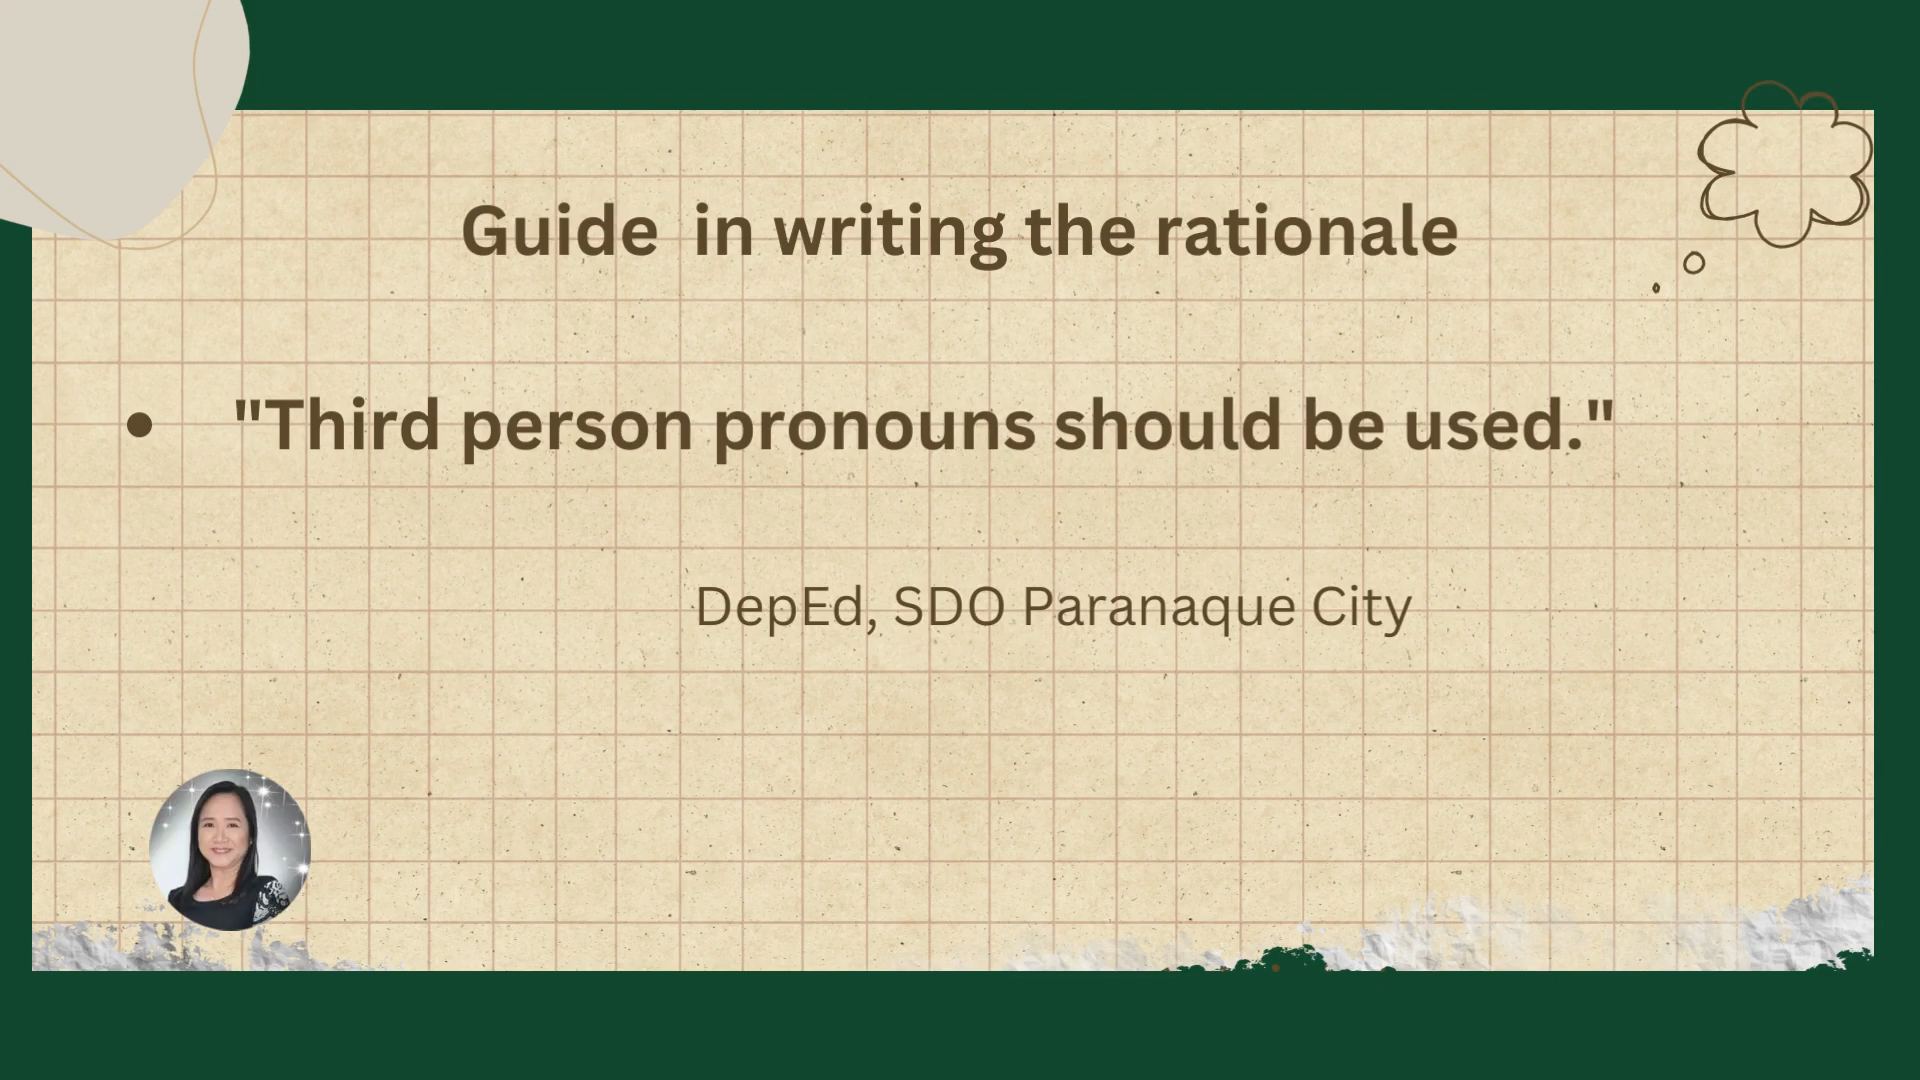 Guide  in writing the rationale
• "Third person pronouns should be used."
DepEd, SDO Paranaque City